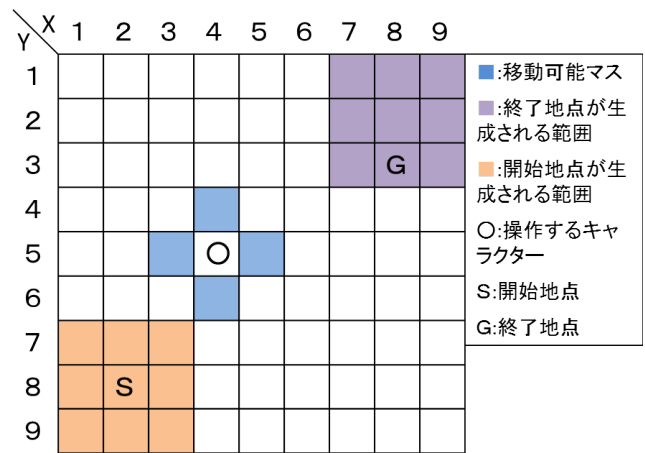 X 1 2 3 4 5 6 7 8 9
Y
1
2
3 G
4
5 ○
6
7
8 S
9
■:移動可能マス
■:終了地点が生
成される範囲
■:開始地点が生
成される範囲
○:操作するキャ
ラクター
S:開始地点
G:終了地点